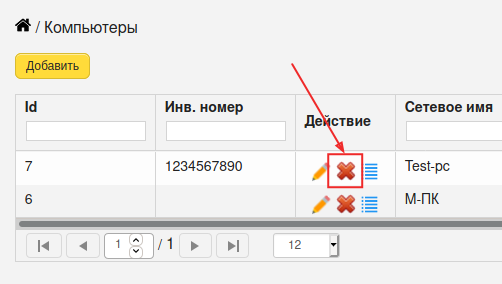 / Компьютеры
Добавить
Id Инв. номер Действие Сетевое имя
7 1234567890 Test-pc
6 М-ПК
1 / 1 12